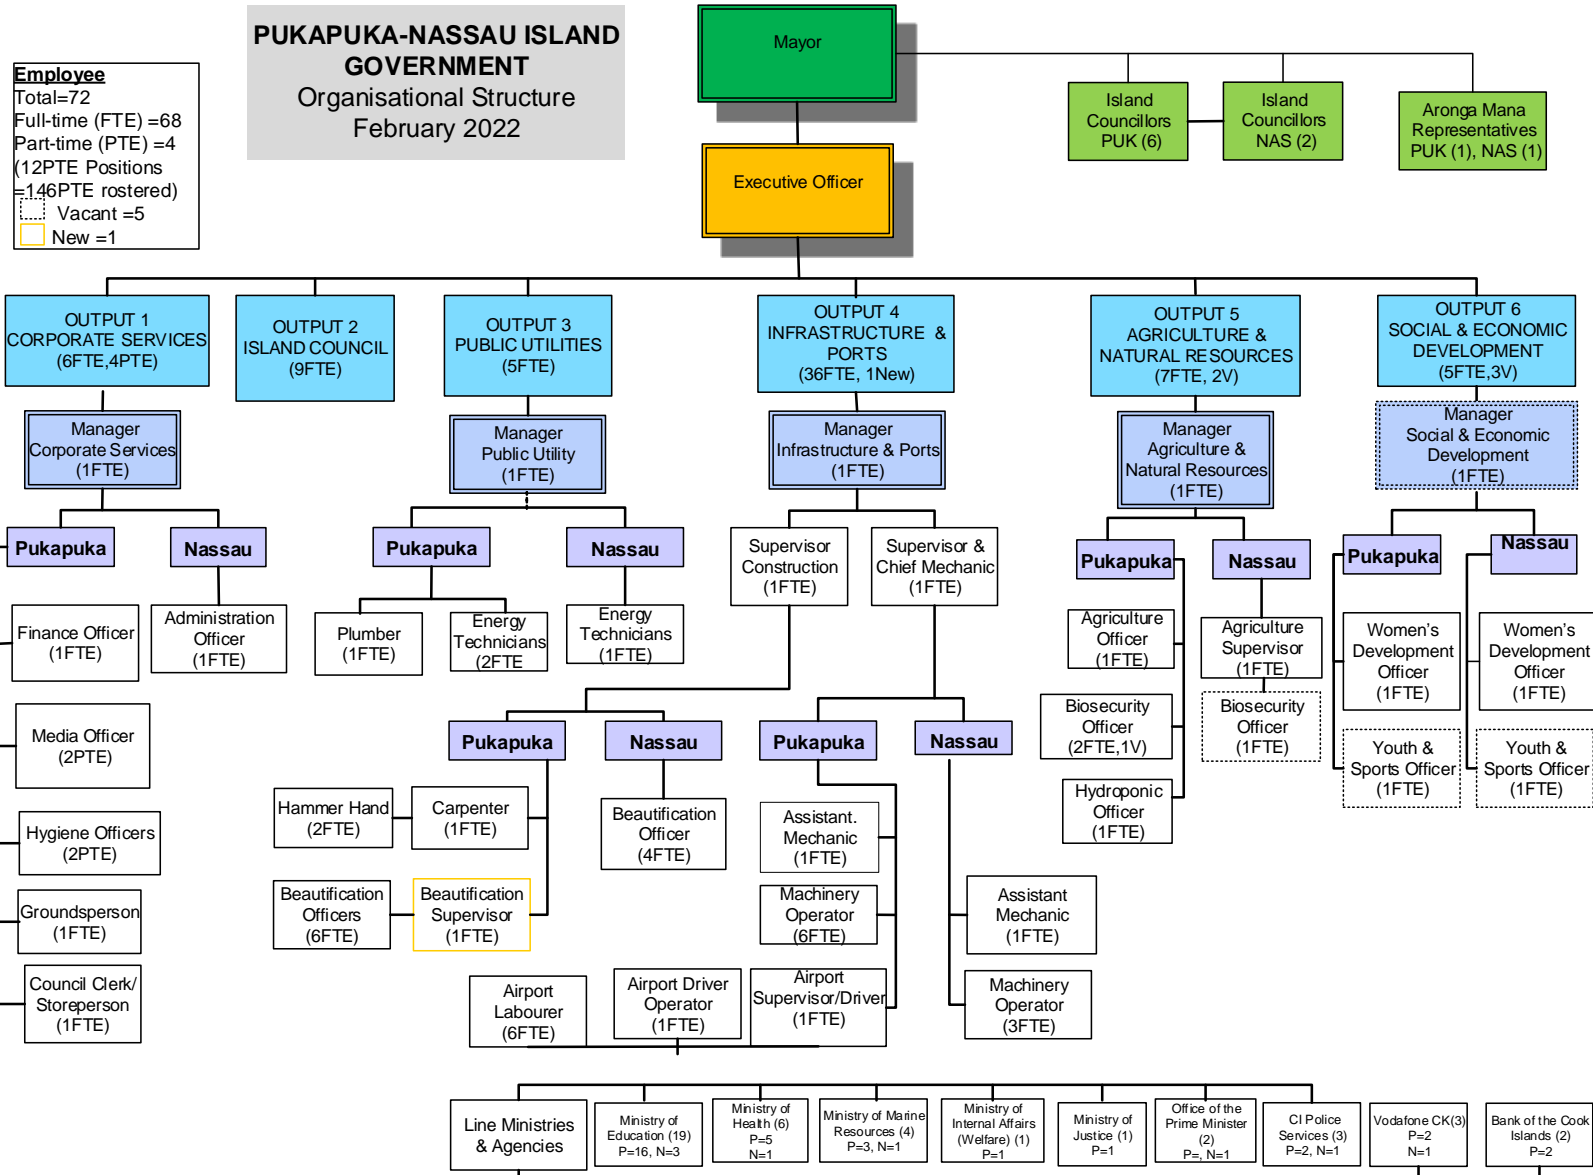 PUKAPUKA-NASSAU ISLAND
GOVERNMENT
Organisational Structure
February 2022
Employee
Total=72
Full-time (FTE) =68
Part-time (PTE) =4
(12PTE Positions
=146PTE rostered)
Vacant =5
New =1
Mayor
Executive Officer
Island
Councillors
PUK (6)
Island
Councillors
NAS (2)
Aronga Mana
Representatives
PUK (1), NAS (1)
OUTPUT 1
CORPORATE SERVICES
(6FTE,4PTE)
OUTPUT 2
ISLAND COUNCIL
(9FTE)
OUTPUT 3
PUBLIC UTILITIES
(5FTE)
OUTPUT 4
INFRASTRUCTURE &
PORTS
(36FTE, 1New)
OUTPUT 5
AGRICULTURE &
NATURAL RESOURCES
(7FTE, 2V)
OUTPUT 6
SOCIAL & ECONOMIC
DEVELOPMENT
(5FTE,3V)
Manager
Corporate Services
(1FTE)
Manager
Public Utility
(1FTE)
Manager
Infrastructure & Ports
(1FTE)
Manager
Agriculture &
Natural Resources
(1FTE)
Manager
Social & Economic
Development
(1FTE)
Pukapuka
Nassau
Pukapuka
Nassau
Supervisor
Construction
(1FTE)
Supervisor &
Chief Mechanic
(1FTE)
Pukapuka
Nassau
Pukapuka
Nassau
Finance Officer
(1FTE)
Administration
Officer
(1FTE)
Plumber
(1FTE)
Energy
Technicians
(2FTE
Energy
Technicians
(1FTE)
Agriculture
Officer
(1FTE)
Agriculture
Supervisor
(1FTE)
Women's
Development
Officer
(1FTE)
Women's
Development
Officer
(1FTE)
Media Officer
(2PTE)
Pukapuka
Nassau
Pukapuka
Nassau
Biosecurity
Officer
(2FTE,1V)
Biosecurity
Officer
(1FTE)
Youth &
Sports Officer
(1FTE)
Youth &
Sports Officer
(1FTE)
Hygiene Officers
(2PTE)
Hammer Hand
(2FTE)
Carpenter
(1FTE)
Beautification
Officer
(4FTE)
Assistant.
Mechanic
(1FTE)
Hydroponic
Officer
(1FTE)
Groundsperson
(1FTE)
Beautification
Officers
(6FTE)
Beautification
Supervisor
(1FTE)
Machinery
Operator
(6FTE)
Assistant
Mechanic
(1FTE)
Council Clerk/
Storeperson
(1FTE)
Airport
Labourer
(6FTE)
Airport Driver
Operator
(1FTE)
Airport
Supervisor/Driver
(1FTE)
Machinery
Operator
(3FTE)
Line Ministries
& Agencies
Ministry of
Education (19)
P=16, N=3
Ministry of
Health (6)
P=5
N=1
Ministry of Marine
Resources (4)
P=3, N=1
Ministry of
Internal Affairs
(Welfare) (1)
P=1
Ministry of
Justice (1)
P=1
Office of the
Prime Minister
(2)
P=, N=1
CI Police
Services (3)
P=2, N=1
Vodafone CK(3)
P=2
N=1
Bank of the Cook
Islands (2)
P=2